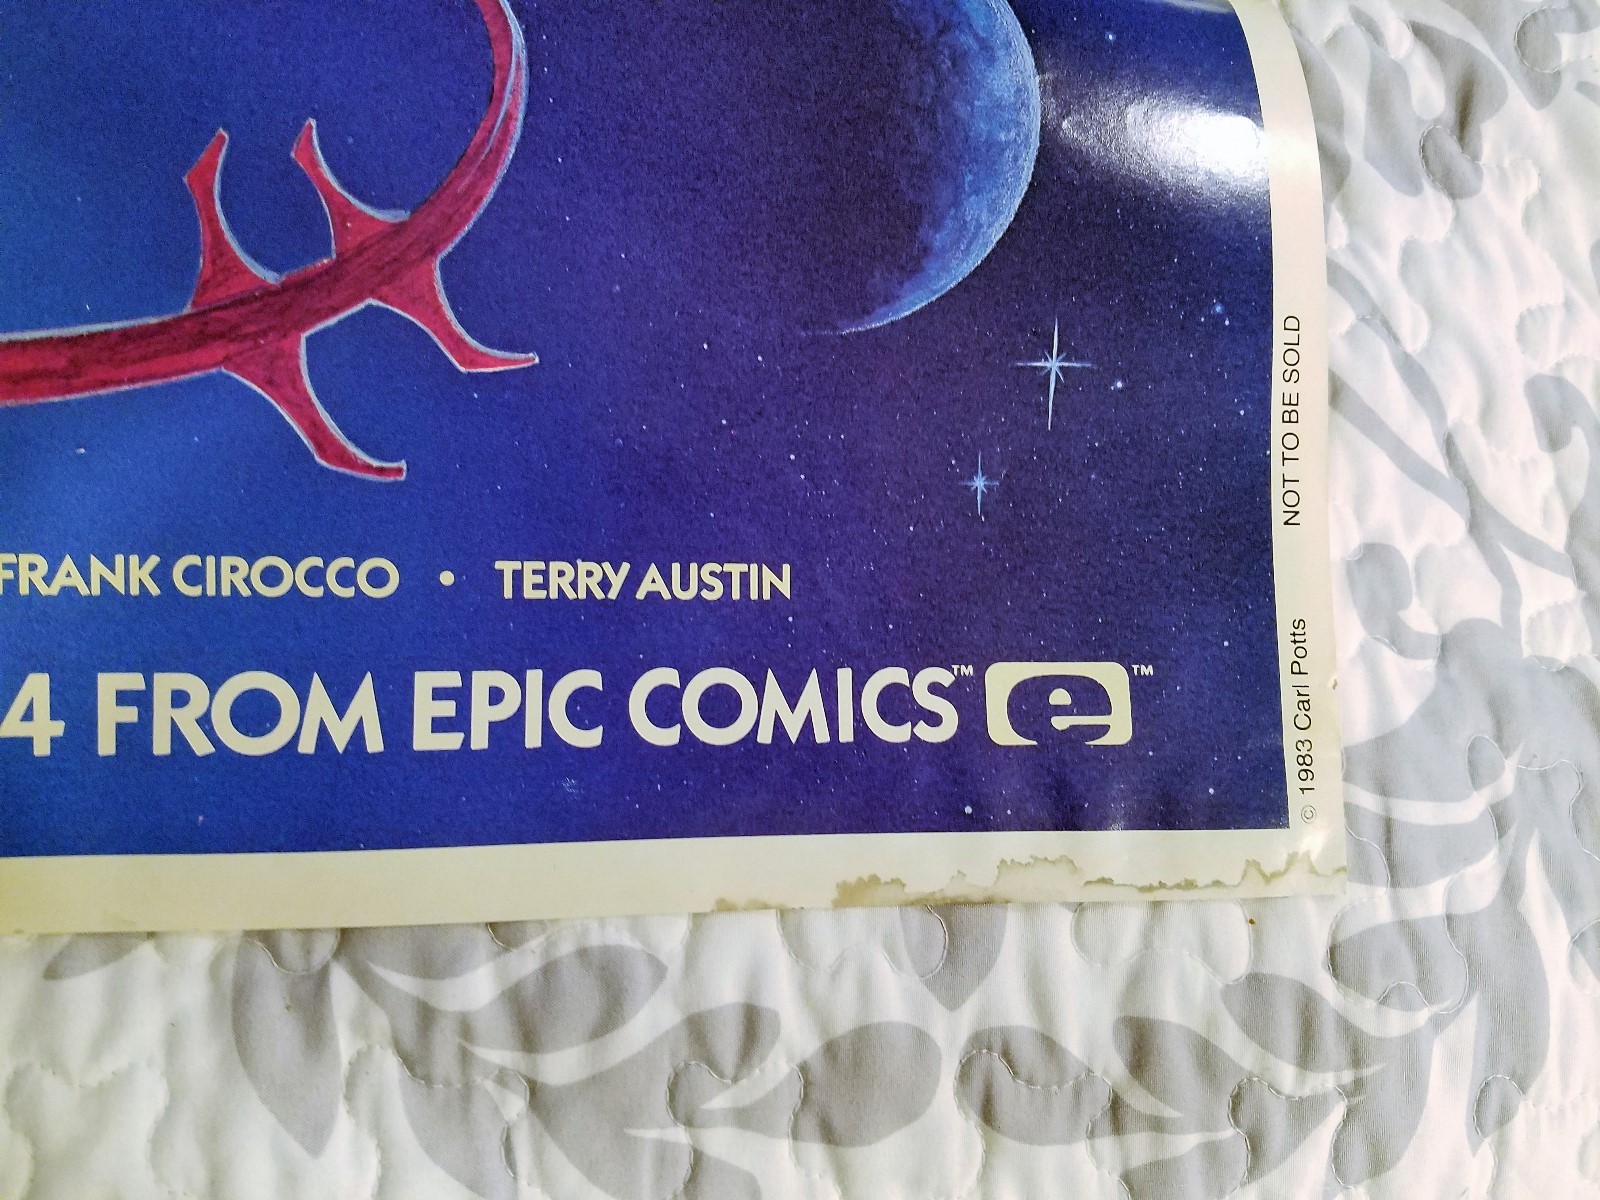 FRANK CIROCCO • TERRY AUSTIN
4 FROM EPIC COMICS™ e™
NOT TO BE SOLD
© 1983 Carl Potts